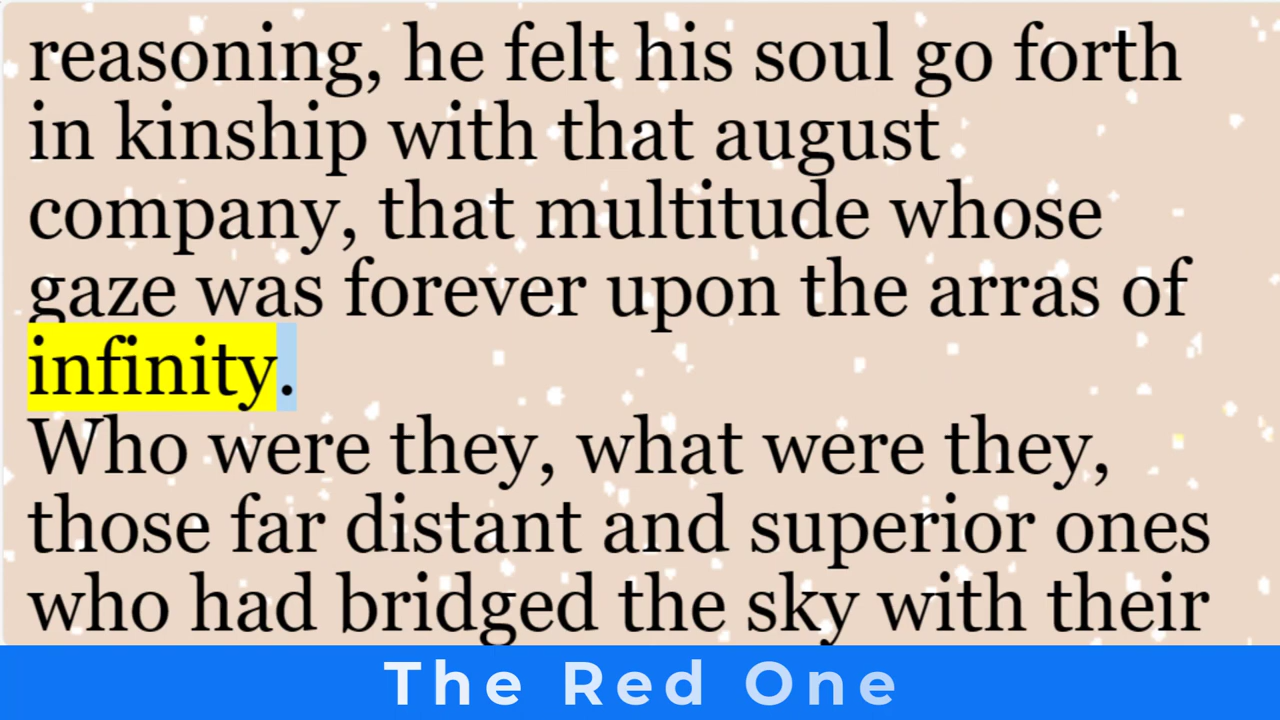 reasoning, he felt his soul go forth
in kinship with that august
company, that multitude whose
gaze was forever upon the arras of
infinity.
Who were they, what were they,
those far distant and superior ones
who had bridged the sky with their
The Red One